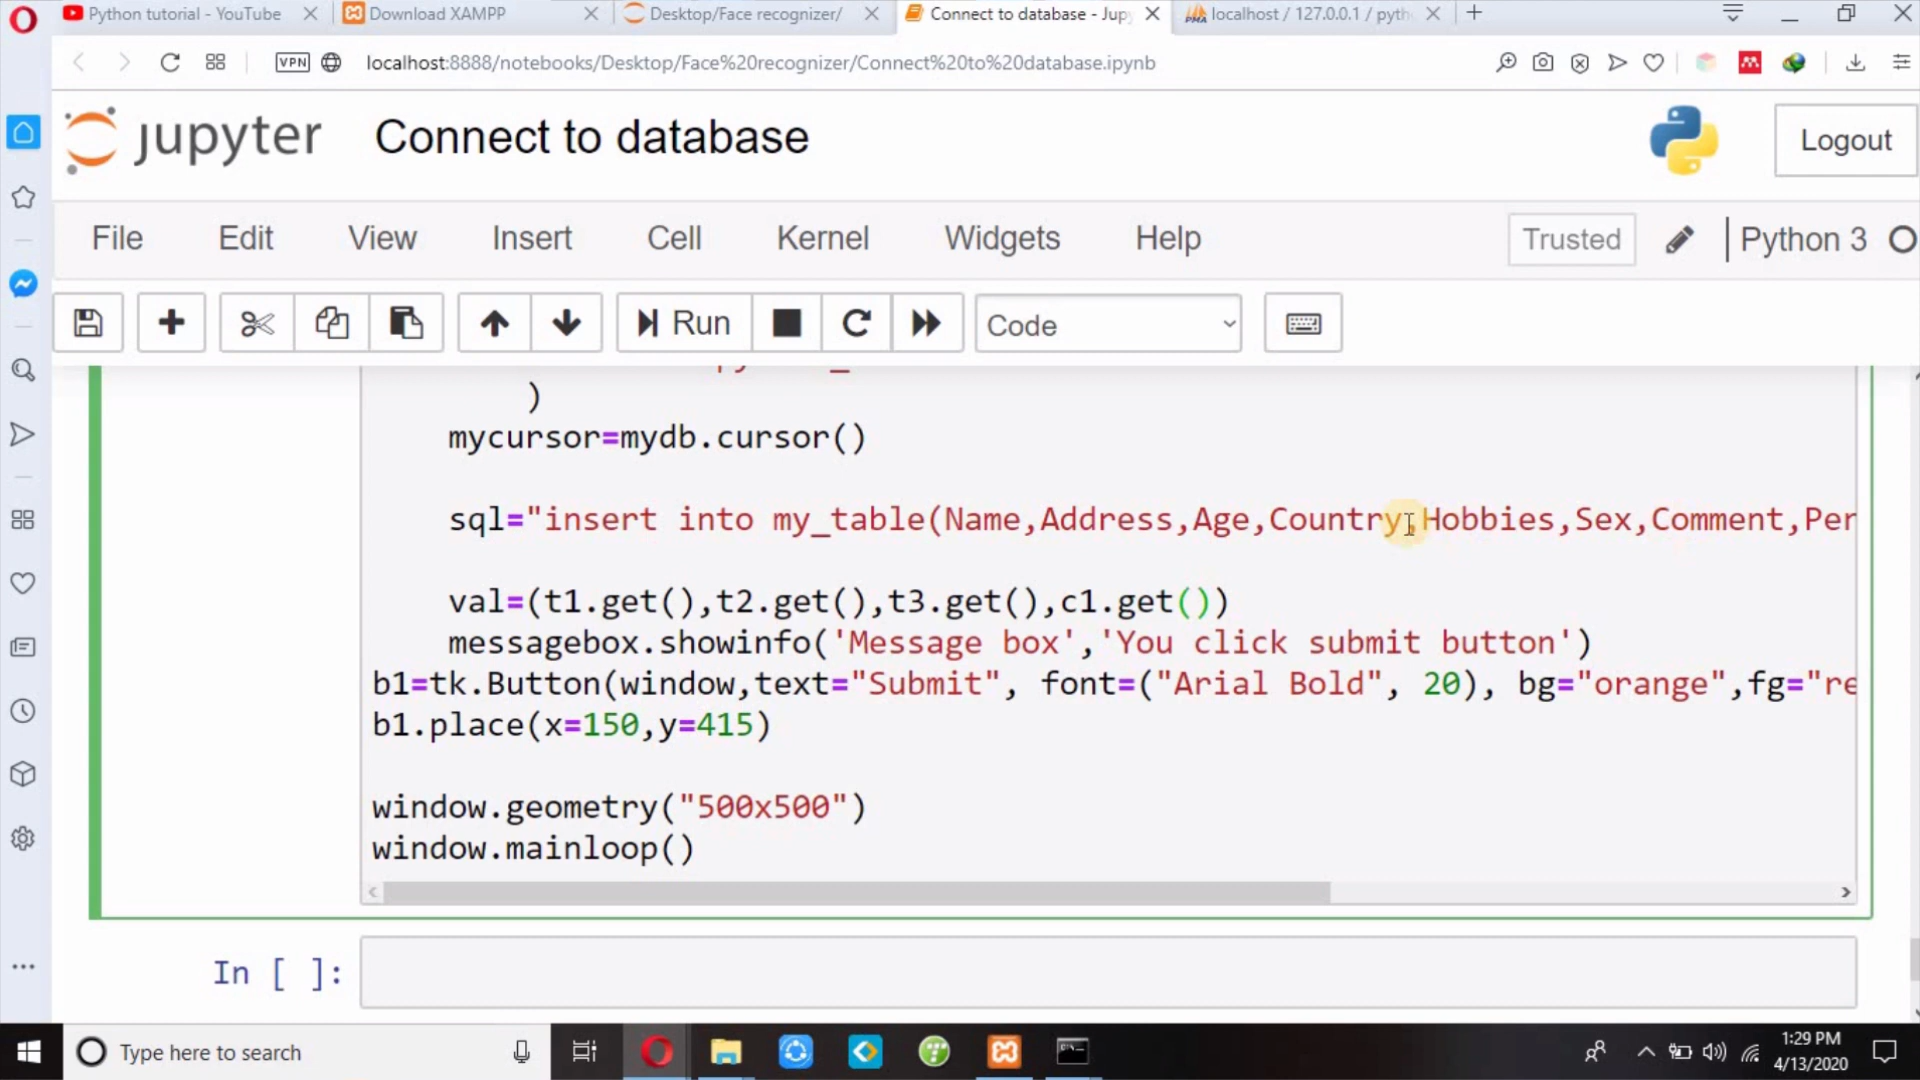 Python tutorial - YouTube
Download XAMPP
Desktop/Face recognizer/
Connect to database - Jup
localhost / 127.0.0.1 / pyth
VPN
localhost:8888/notebooks/Desktop/Face%20recognizer/Connect%20to%20database.ipynb
jupyter
Connect to database
Logout
File
Edit
View
Insert
Cell
Kernel
Widgets
Help
Trusted
Python 3
Run
Code
)
mycursor=mydb.cursor()
sql="insert into my_table(Name,Address,Age,Country,Hobbies,Sex,Comment,Per
val=(t1.get(),t2.get(),t3.get(),c1.get())
messagebox.showinfo('Message box','You click submit button')
b1=tk.Button(window,text="Submit", font=("Arial Bold", 20), bg="orange",fg="re
b1.place(x=150,y=415)
window.geometry("500x500")
window.mainloop()
In [ ]:
Type here to search
1:29 PM
4/13/2020